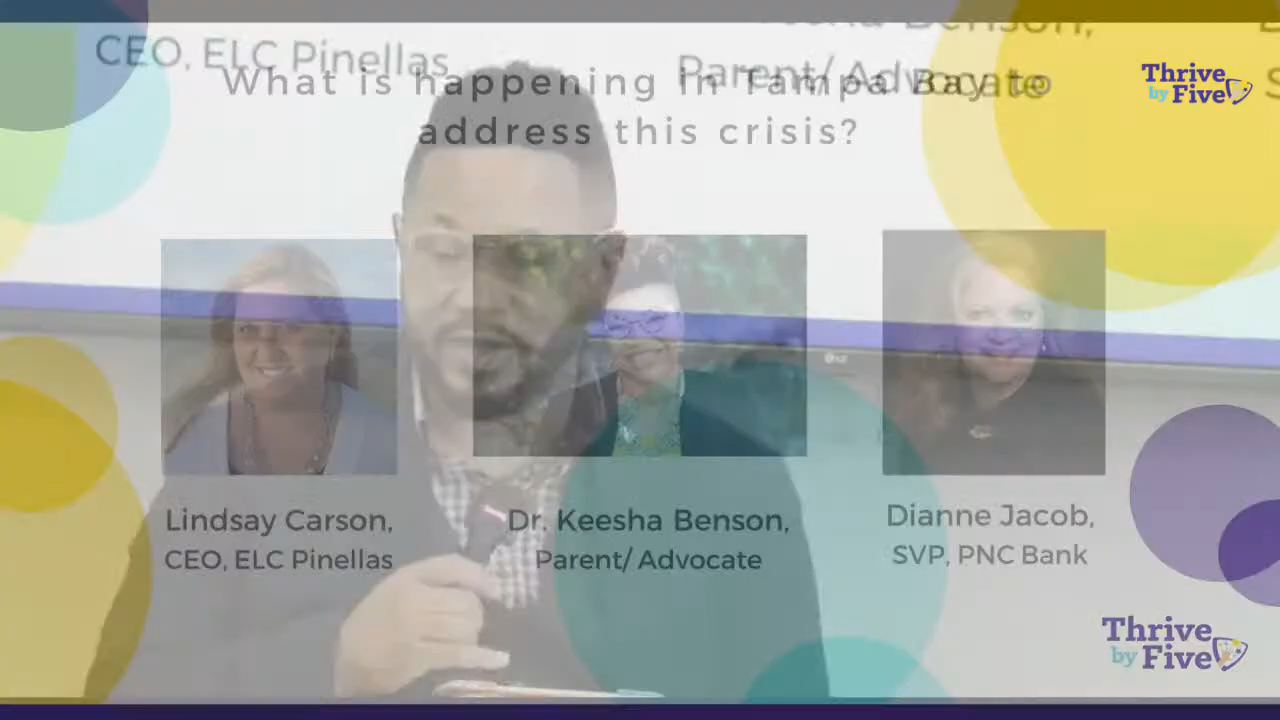 CEO, ELC Pinellas
Benson,
Parent/ Advocate
What is happening in Tampa Bay to
address this crisis?
Thrive
by Five
Lindsay Carson,
CEO, ELC Pinellas
Dr. Keesha Benson,
Parent/ Advocate
Dianne Jacob,
SVP, PNC Bank
Thrive
by Five